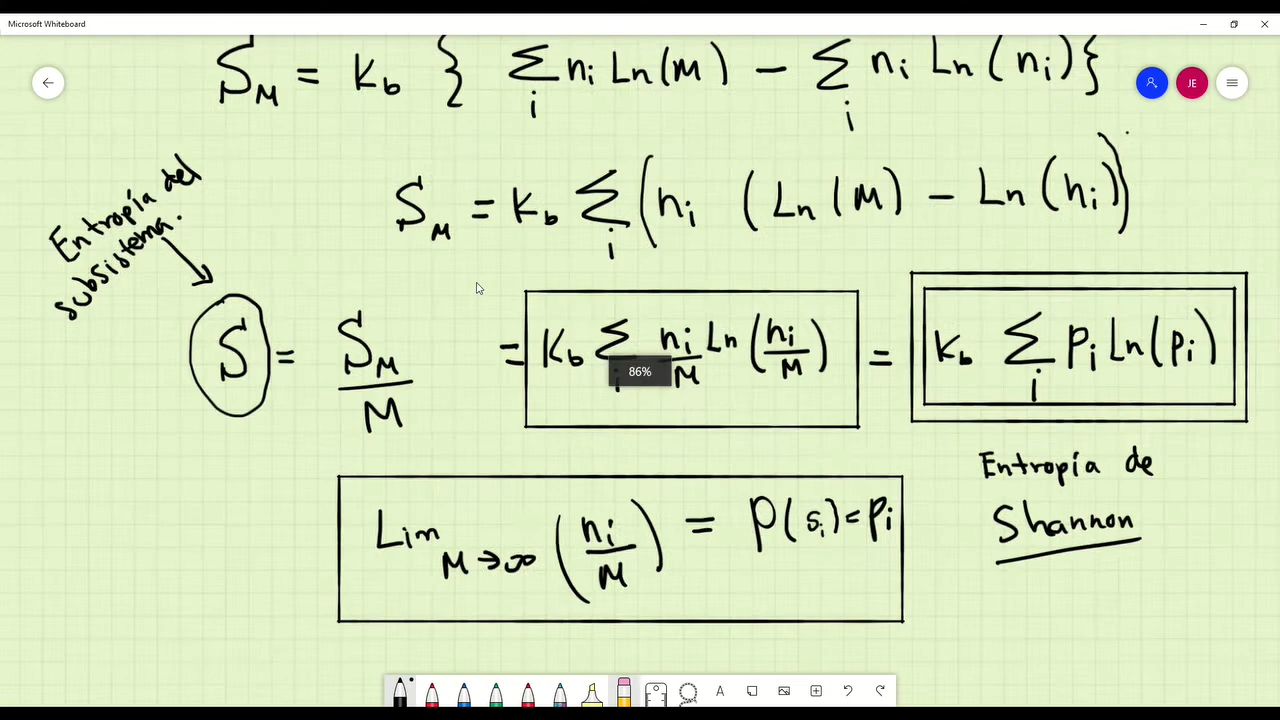 Microsoft Whiteboard
JE
S_M = K_b } Σ_i n_i Ln(M) − Σ_i n_i Ln(n_i) }
S_M = K_b Σ_i (n_i (Ln(M) − Ln(n_i))
Entropía del
subsistema.
S = S_M / M = K_b Σ_i n_i/M Ln(n_i/M) = K_b Σ_i p_i Ln(p_i)
86%
Entropía de
Shannon
Lim M→∞ (n_i/M) = P(s_i) = p_i
A